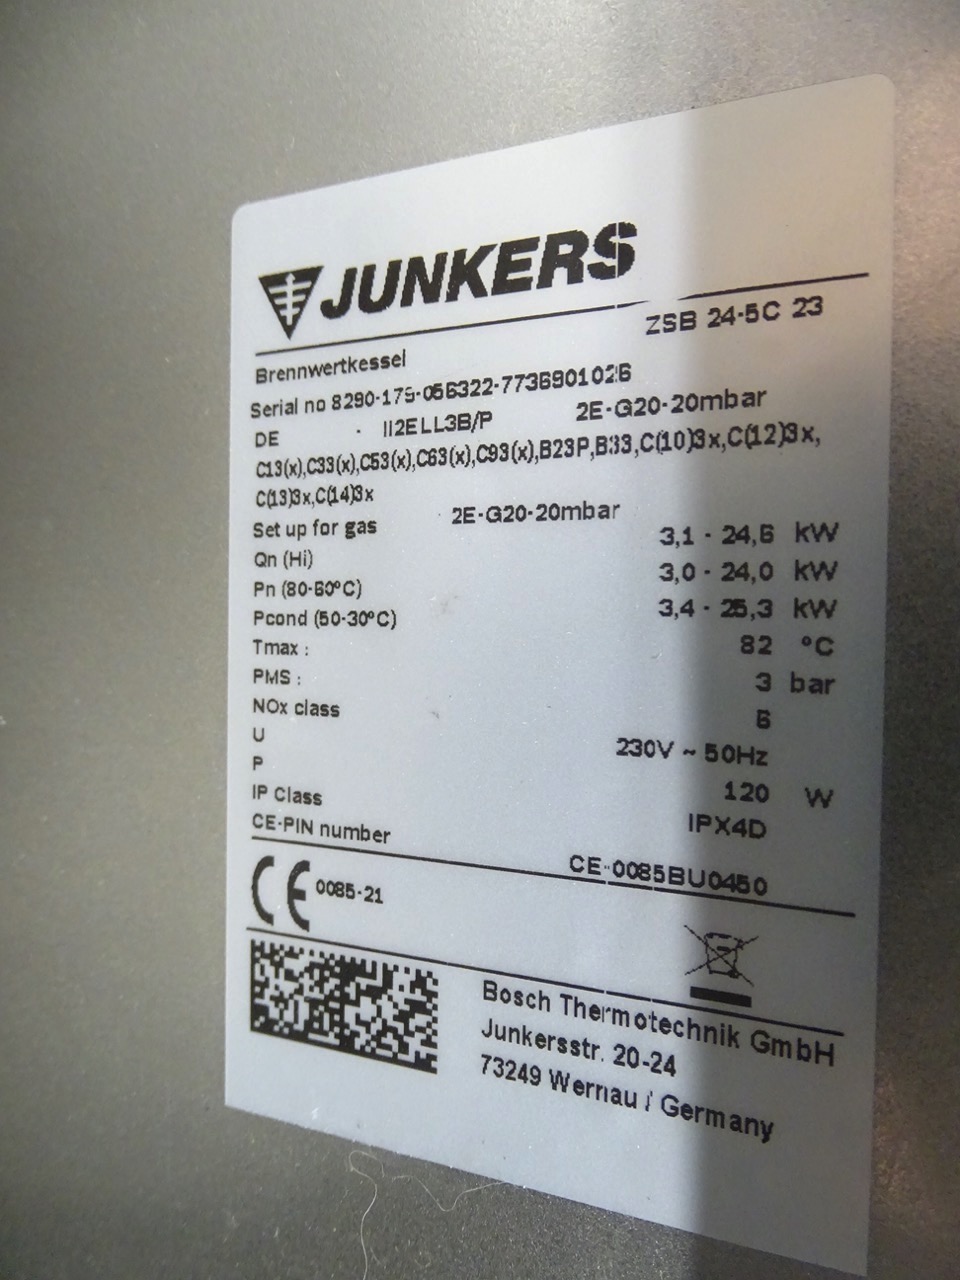 JUNKERS
ZSB 24-5C 23
Brennwertkessel
Serial no 8290-179-056322-7736901026
DE II2ELL3B/P 2E-G20-20mbar
C13(x),C33(x),C53(x),C63(x),C93(x),B23P,B33,C(10)3x,C(12)3x,
C(13)3x,C(14)3x
Set up for gas 2E-G20-20mbar
Qn (Hi) 3,1 - 24,6 kW
Pn (80-60°C) 3,0 - 24,0 kW
Pcond (50-30°C) 3,4 - 25,3 kW
Tmax : 82 °C
PMS : 3 bar
NOx class 6
U 230V ~ 50Hz
P 120 W
IP Class IPX4D
CE-PIN number CE-0085BU0450
CE 0085-21
Bosch Thermotechnik GmbH
Junkersstr. 20-24
73249 Wernau / Germany